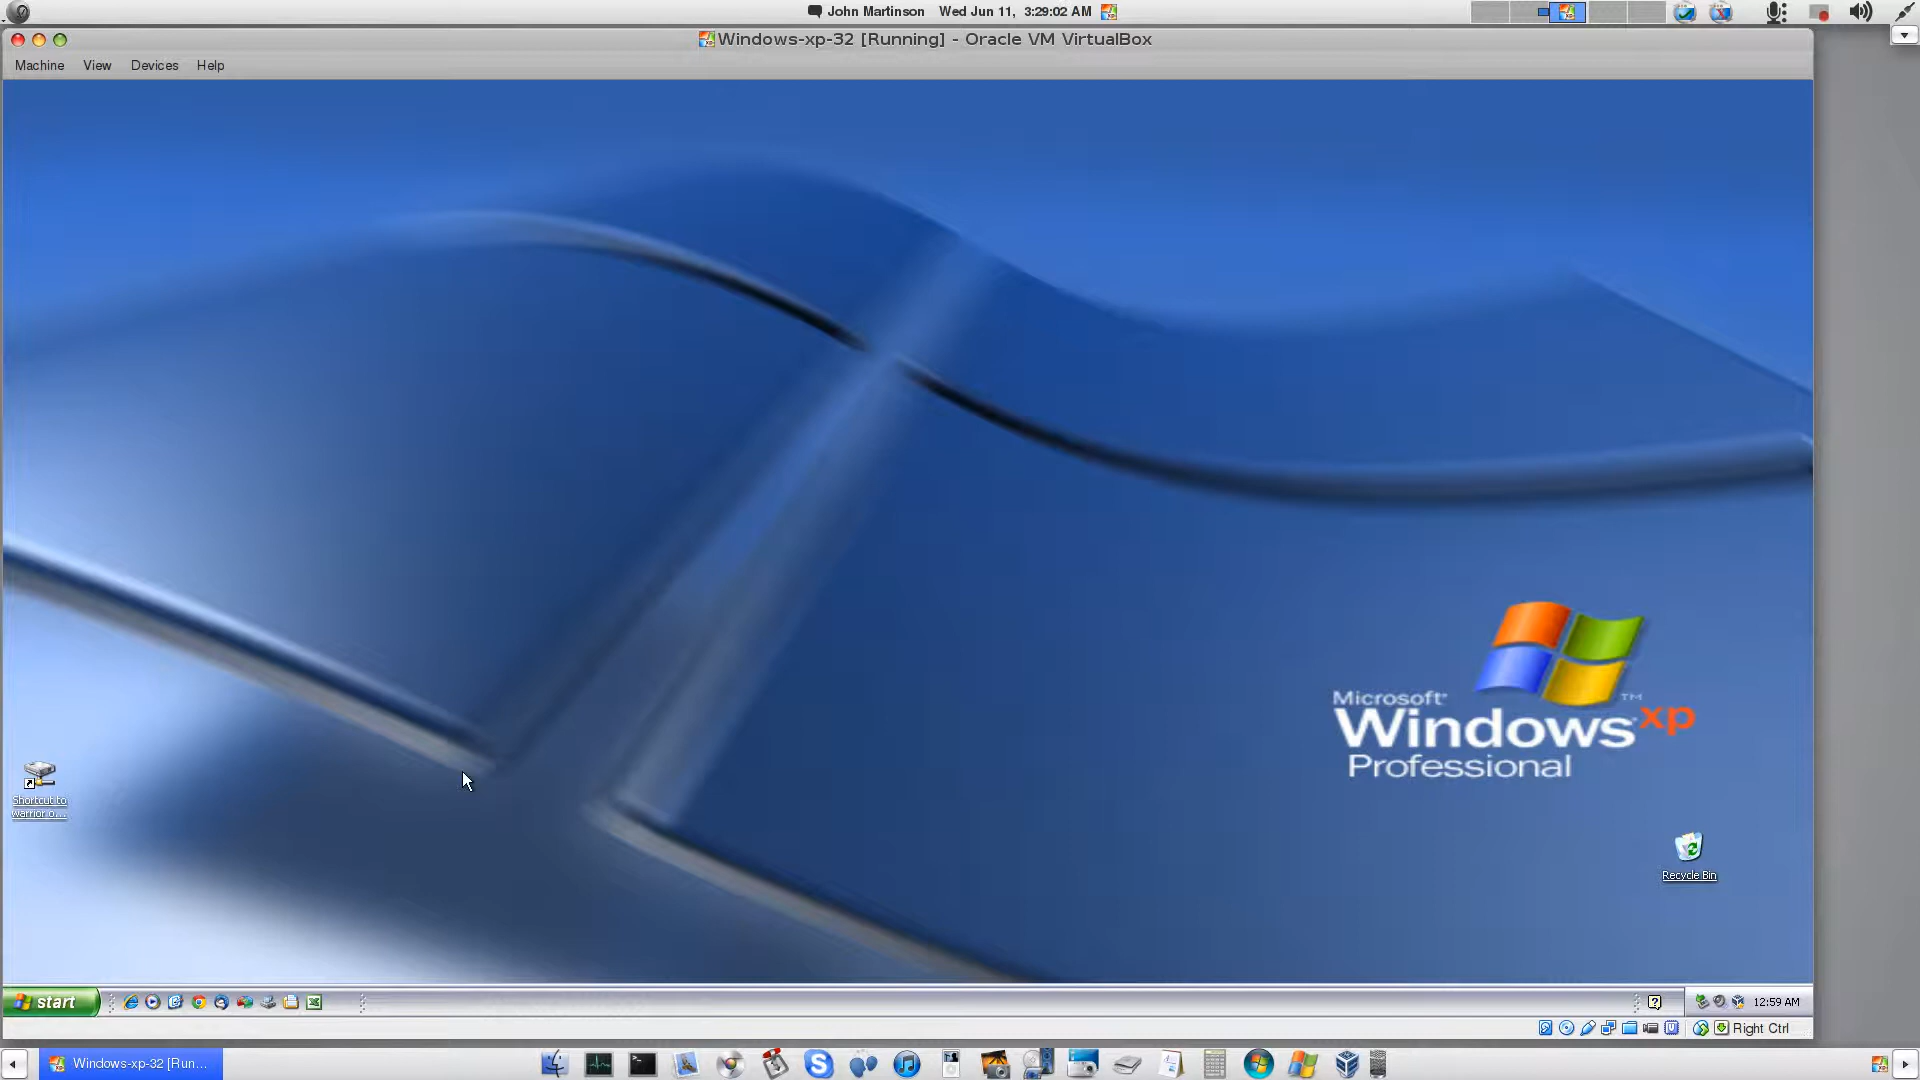 John Martinson Wed Jun 11, 3:29:02 AM
Windows-xp-32 [Running] - Oracle VM VirtualBox
Machine View Devices Help
Microsoft
Windows xp
TM
Professional
Shortcut to
warrior o...
Recycle Bin
start
12:59 AM
Right Ctrl
Windows-xp-32 [Run...